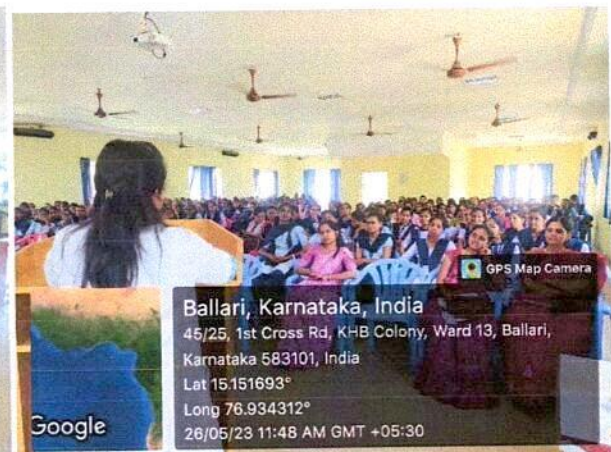 GPS Map Camera
Ballari, Karnataka, India
45/25, 1st Cross Rd, KHB Colony, Ward 13, Ballari,
Karnataka 583101, India
Lat 15.151693°
Long 76.934312°
26/05/23 11:48 AM GMT +05:30
Google